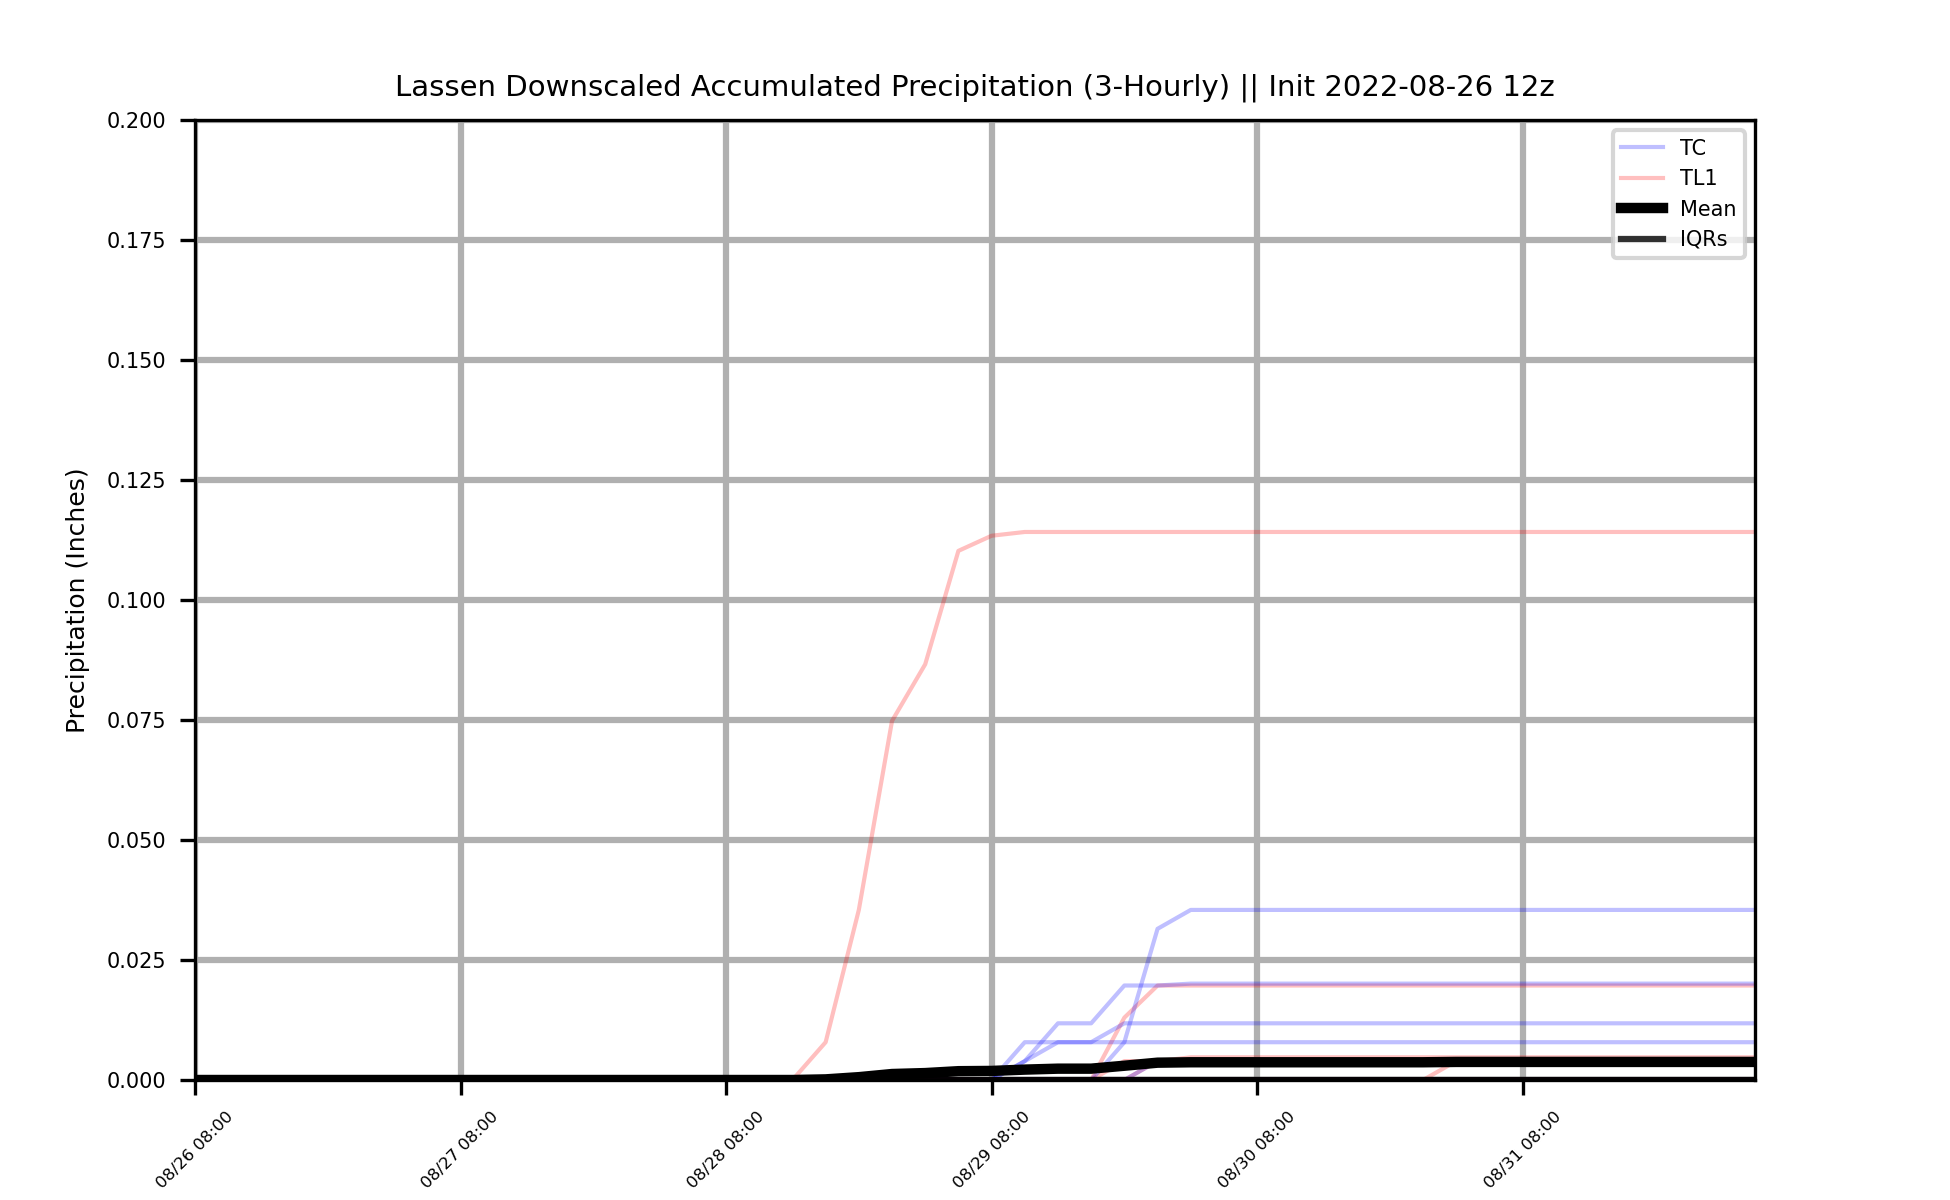 Lassen Downscaled Accumulated Precipitation (3-Hourly) || Init 2022-08-26 12z
TC
TL1
Mean
IQRs
Precipitation (Inches)
0.200
0.175
0.150
0.125
0.100
0.075
0.050
0.025
0.000
08/26 08:00
08/27 08:00
08/28 08:00
08/29 08:00
08/30 08:00
08/31 08:00